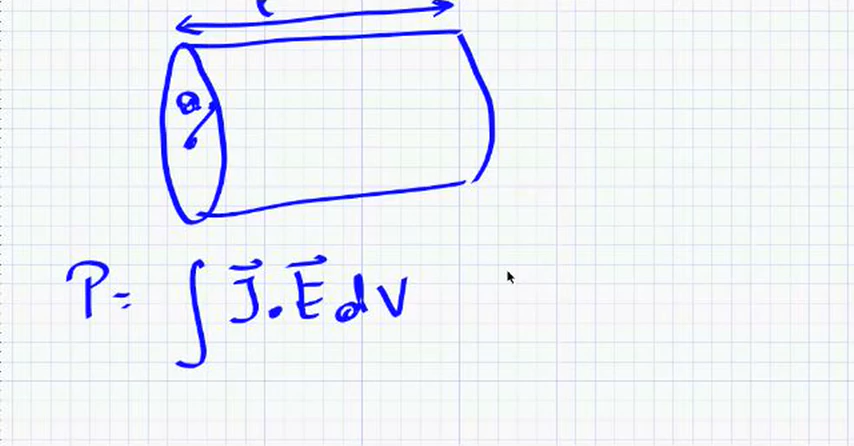 a
P = ∫ J⃗ . E⃗ dV